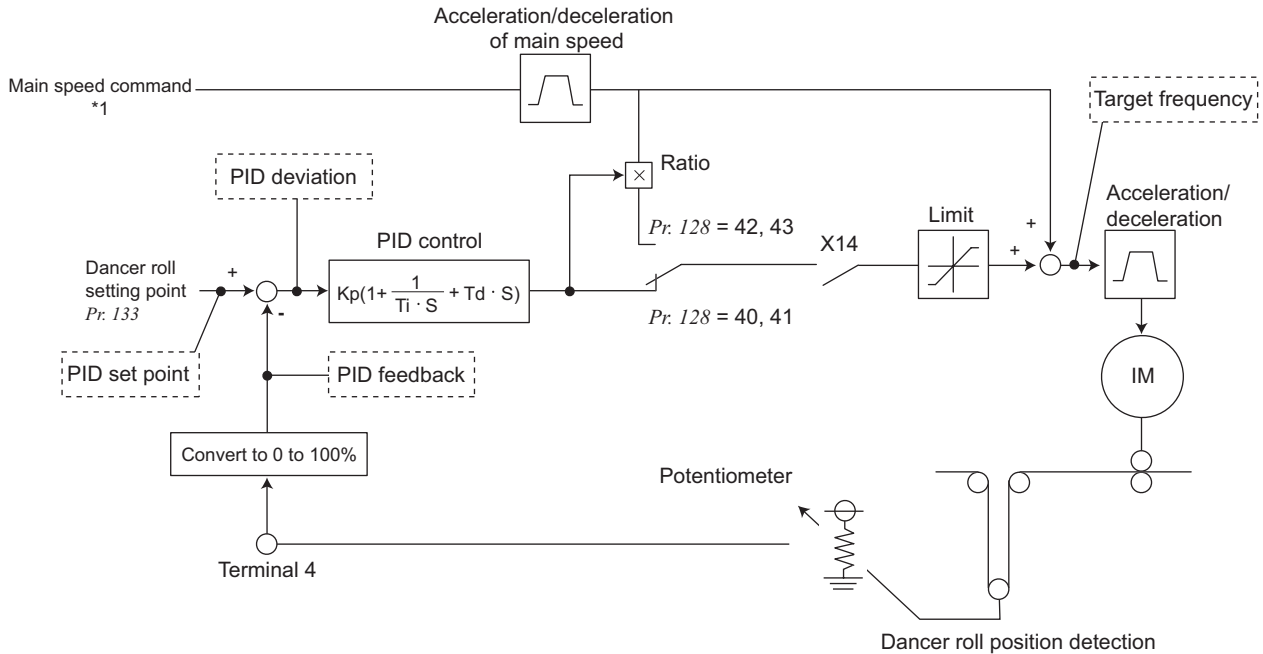 Acceleration/deceleration
of main speed
Main speed command
*1
Target frequency
PID deviation
Ratio
×
Acceleration/
deceleration
Pr. 128 = 42, 43
Limit
PID control
X14
+
+
Dancer roll
setting point
Pr. 133
+
-
Kp(1+ 1/Ti · S + Td · S)
Pr. 128 = 40, 41
PID set point
PID feedback
IM
Convert to 0 to 100%
Potentiometer
Terminal 4
Dancer roll position detection